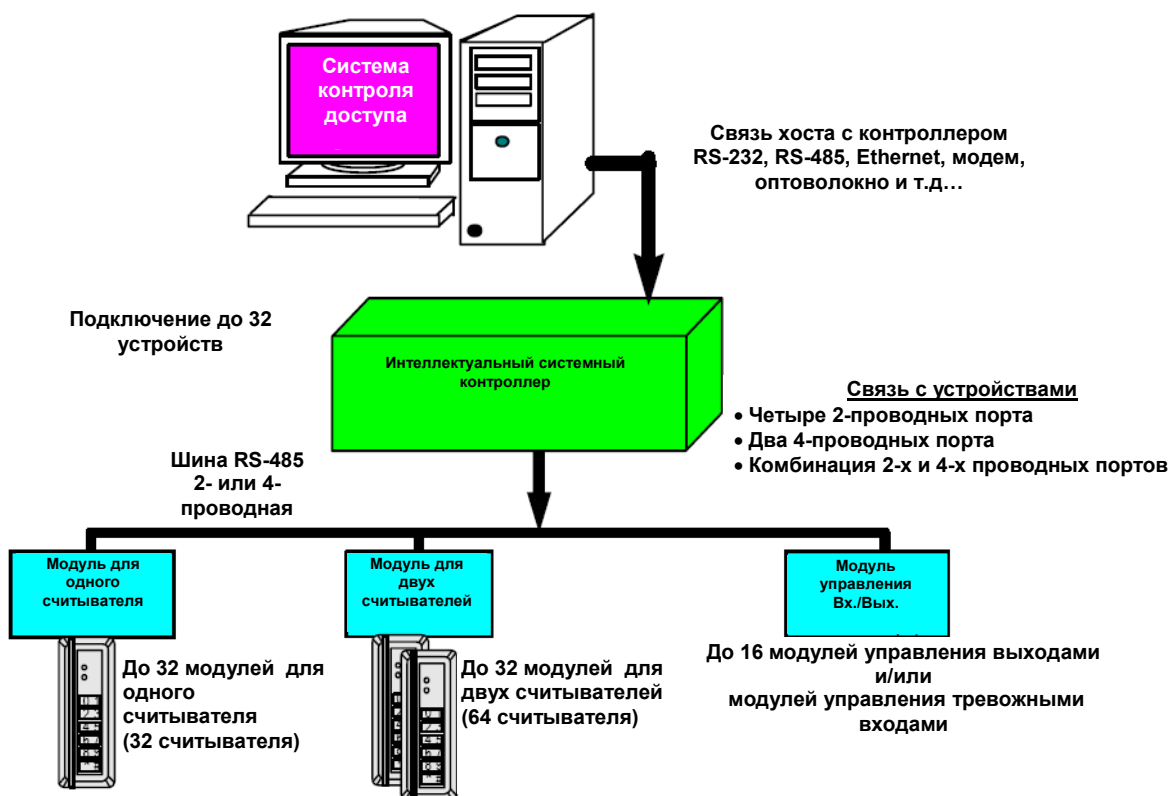 Система
контроля
доступа
Связь хоста с контроллером
RS-232, RS-485, Ethernet, модем,
оптоволокно и т.д…
Подключение до 32
устройств
Интеллектуальный системный
контроллер
Связь с устройствами
• Четыре 2-проводных порта
• Два 4-проводных порта
• Комбинация 2-х и 4-х проводных портов
Шина RS-485
2- или 4-
проводная
Модуль для
одного
считывателя
Модуль для
двух
считывателей
Модуль
управления
Вх./Вых.
До 32 модулей для
одного
считывателя
(32 считывателя)
До 32 модулей для
двух считывателей
(64 считывателя)
До 16 модулей управления выходами
и/или
модулей управления тревожными
входами